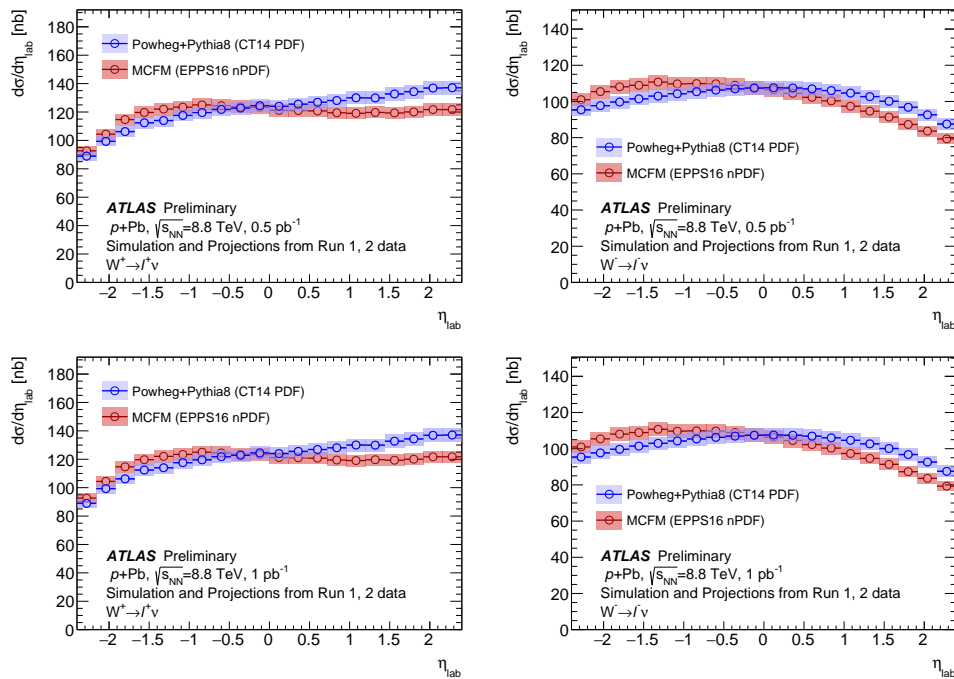 dσ/dη_lab [nb]
180
160
140
120
100
80
60
40
20
0
Powheg+Pythia8 (CT14 PDF)
MCFM (EPPS16 nPDF)
ATLAS Preliminary
p+Pb, √s_NN=8.8 TeV, 0.5 pb⁻¹
Simulation and Projections from Run 1, 2 data
W⁺→l⁺ν
−2 −1.5 −1 −0.5 0 0.5 1 1.5 2
η_lab
dσ/dη_lab [nb]
140
120
100
80
60
40
20
0
Powheg+Pythia8 (CT14 PDF)
MCFM (EPPS16 nPDF)
ATLAS Preliminary
p+Pb, √s_NN=8.8 TeV, 0.5 pb⁻¹
Simulation and Projections from Run 1, 2 data
W⁻→l⁻ν
−2 −1.5 −1 −0.5 0 0.5 1 1.5 2
η_lab
dσ/dη_lab [nb]
180
160
140
120
100
80
60
40
20
0
Powheg+Pythia8 (CT14 PDF)
MCFM (EPPS16 nPDF)
ATLAS Preliminary
p+Pb, √s_NN=8.8 TeV, 1 pb⁻¹
Simulation and Projections from Run 1, 2 data
W⁺→l⁺ν
−2 −1.5 −1 −0.5 0 0.5 1 1.5 2
η_lab
dσ/dη_lab [nb]
140
120
100
80
60
40
20
0
Powheg+Pythia8 (CT14 PDF)
MCFM (EPPS16 nPDF)
ATLAS Preliminary
p+Pb, √s_NN=8.8 TeV, 1 pb⁻¹
Simulation and Projections from Run 1, 2 data
W⁻→l⁻ν
−2 −1.5 −1 −0.5 0 0.5 1 1.5 2
η_lab